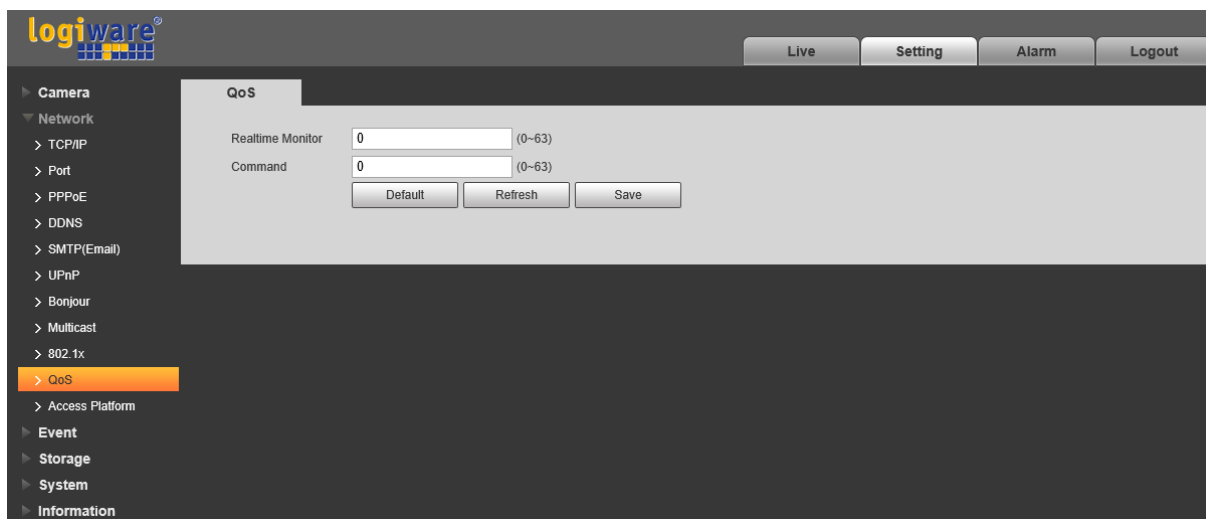 logiware®
Live Setting Alarm Logout
Camera
Network
TCP/IP
Port
PPPoE
DDNS
SMTP(Email)
UPnP
Bonjour
Multicast
802.1x
QoS
Access Platform
Event
Storage
System
Information
QoS
Realtime Monitor 0 (0~63)
Command 0 (0~63)
Default Refresh Save